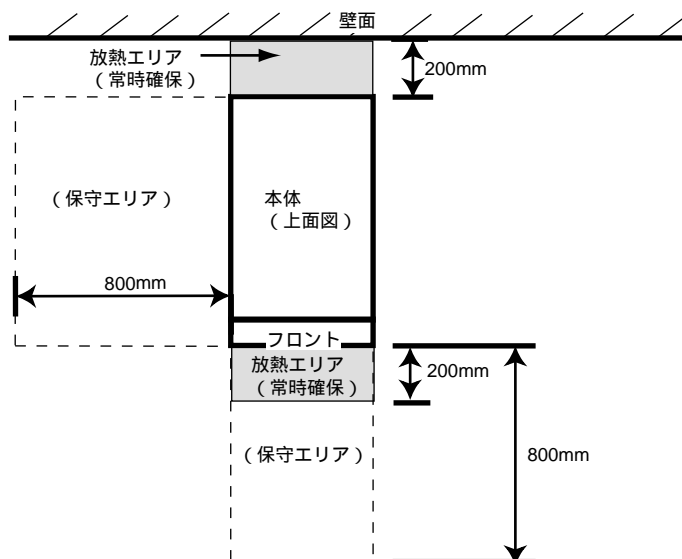 壁面
放熱エリア
（常時確保）
200mm
（保守エリア）
本体
（上面図）
800mm
フロント
放熱エリア
（常時確保）
200mm
（保守エリア）
800mm